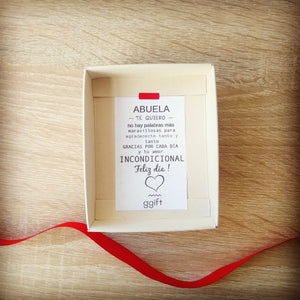 ABUELA
— TE QUIERO —
no hay palabras más
maravillosas para
agradecerte tanto y
tanto
GRACIAS POR CADA DÍA
y tu amor
INCONDICIONAL
Feliz día !
ggift